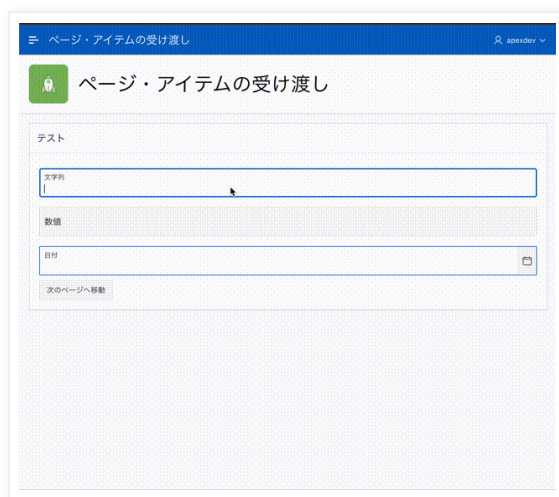 ページ・アイテムの受け渡し
apexdev
ページ・アイテムの受け渡し
テスト
文字列
数値
日付
次のページへ移動